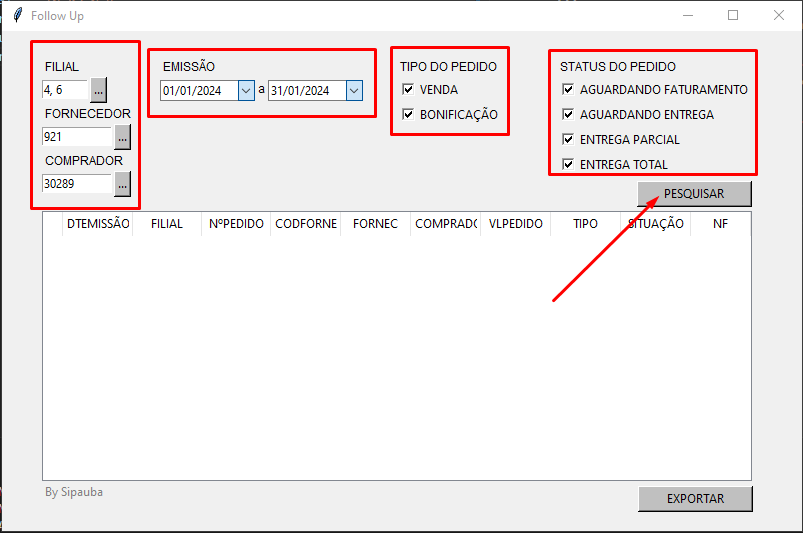 Follow Up
FILIAL
4, 6
...
FORNECEDOR
921
...
COMPRADOR
30289
...
EMISSÃO
01/01/2024 a 31/01/2024
TIPO DO PEDIDO
VENDA
BONIFICAÇÃO
STATUS DO PEDIDO
AGUARDANDO FATURAMENTO
AGUARDANDO ENTREGA
ENTREGA PARCIAL
ENTREGA TOTAL
PESQUISAR
DTEMISSÃO FILIAL NºPEDIDO CODFORNE FORNEC COMPRADO VLPEDIDO TIPO SITUAÇÃO NF
By Sipauba
EXPORTAR